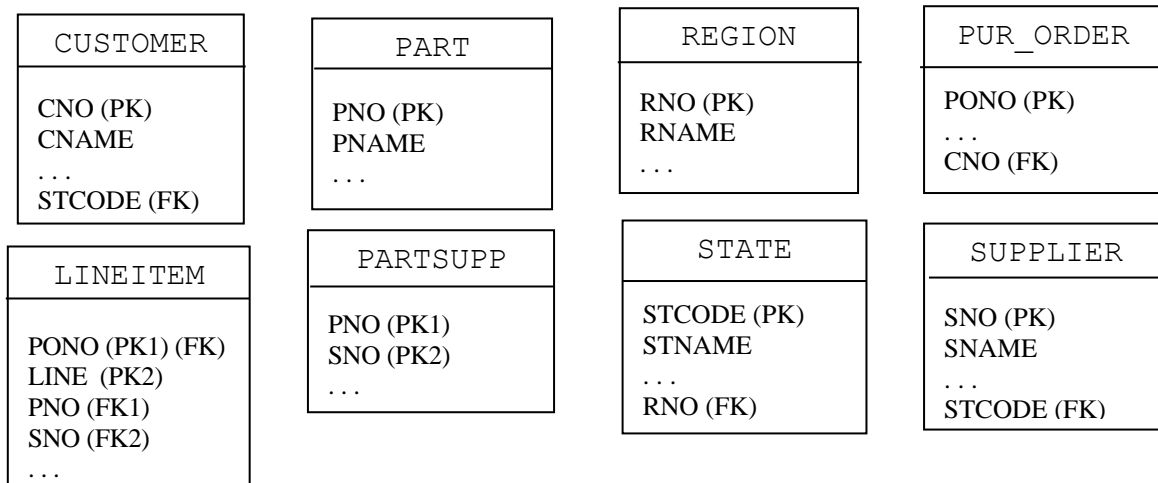 CUSTOMER
CNO (PK)
CNAME
. . .
STCODE (FK)
PART
PNO (PK)
PNAME
. . .
REGION
RNO (PK)
RNAME
. . .
PUR_ORDER
PONO (PK)
. . .
CNO (FK)
LINEITEM
PONO (PK1) (FK)
LINE (PK2)
PNO (FK1)
SNO (FK2)
. . .
PARTSUPP
PNO (PK1)
SNO (PK2)
. . .
STATE
STCODE (PK)
STNAME
. . .
RNO (FK)
SUPPLIER
SNO (PK)
SNAME
. . .
STCODE (FK)